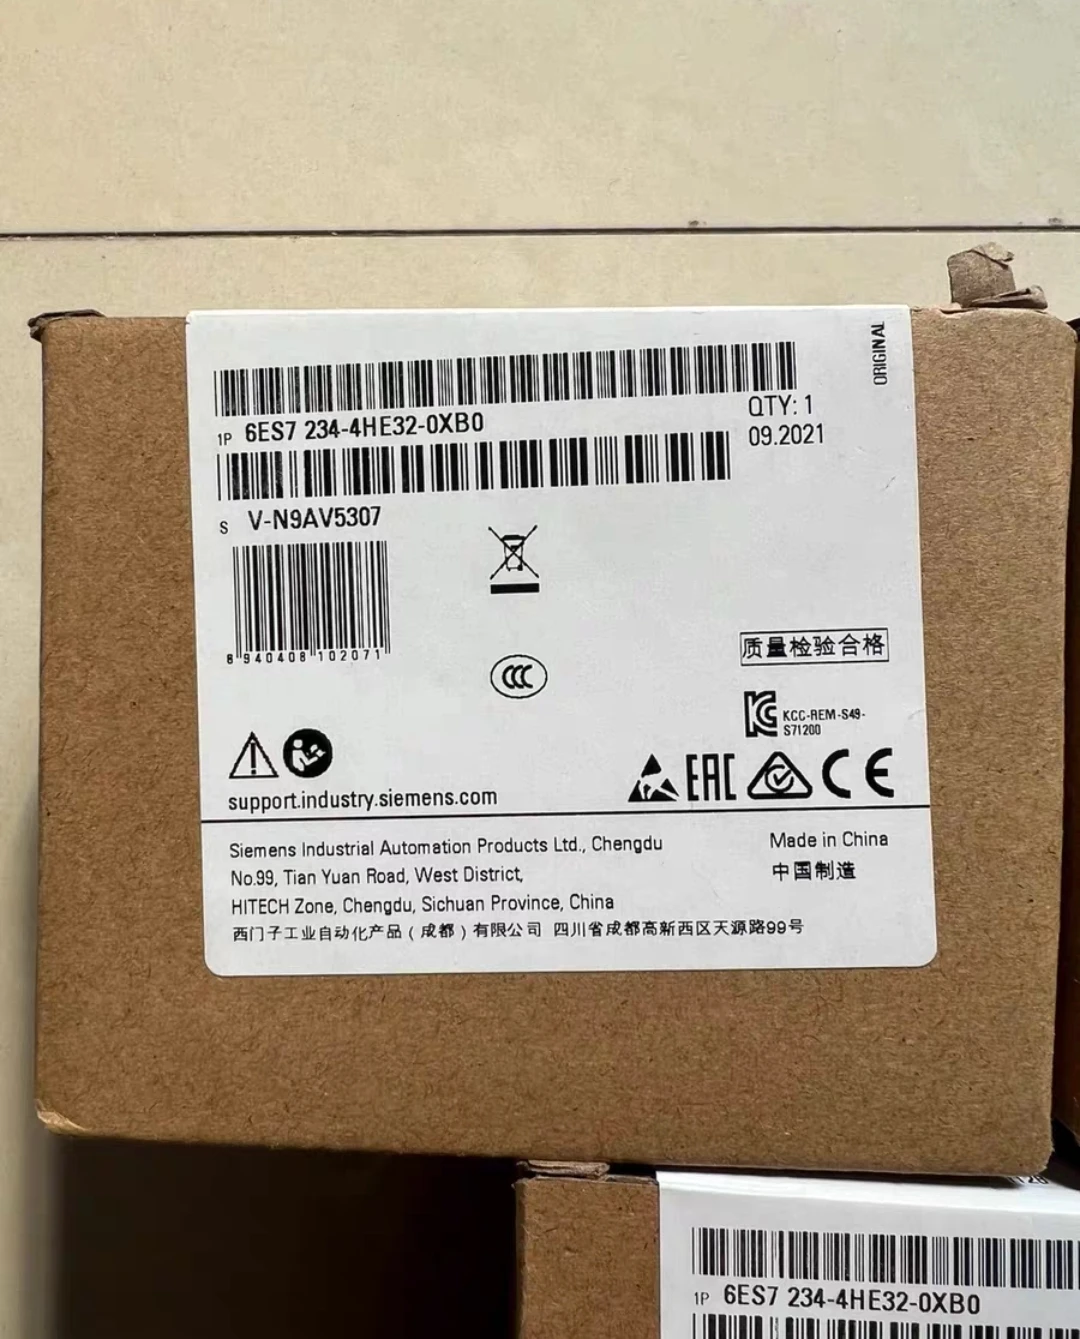 ORIGINAL
1P 6ES7 234-4HE32-0XB0
QTY: 1
09.2021
S V-N9AV5307
8 940408 102071
质量检验合格
KCC-REM-S49-
S71200
EAC
CE
support.industry.siemens.com
Siemens Industrial Automation Products Ltd., Chengdu
No.99, Tian Yuan Road, West District,
HITECH Zone, Chengdu, Sichuan Province, China
西门子工业自动化产品（成都）有限公司 四川省成都高新西区天源路99号
Made in China
中国制造
1P 6ES7 234-4HE32-0XB0